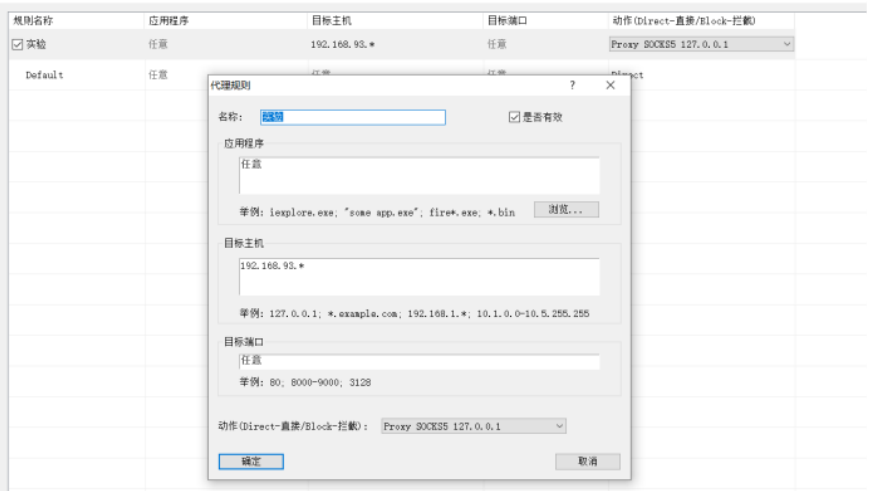 规则名称 应用程序 目标主机 目标端口 动作(Direct-直接/Block-拦截)
实验 任意 192.168.93.* 任意 Proxy SOCKS5 127.0.0.1
Default 任意
代理规则 ?
名称: 实验 是否有效
应用程序
任意
举例: iexplore.exe; "some app.exe"; fire*.exe; *.bin 浏览...
目标主机
192.168.93.*
举例: 127.0.0.1; *.example.com; 192.168.1.*; 10.1.0.0-10.5.255.255
目标端口
任意
举例: 80; 8000-9000; 3128
动作(Direct-直接/Block-拦截): Proxy SOCKS5 127.0.0.1
确定 取消